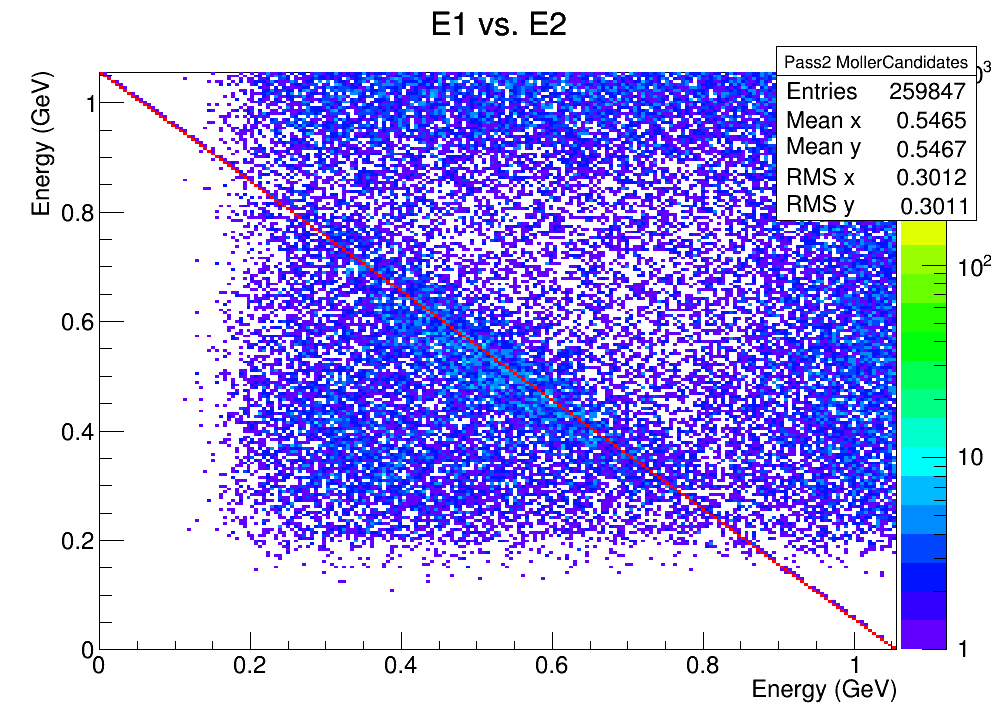 E1 vs. E2
Energy (GeV)
Pass2 MollerCandidates
Entries 259847
Mean x 0.5465
Mean y 0.5467
RMS x 0.3012
RMS y 0.3011
1
0.8
0.6
0.4
0.2
0
0 0.2 0.4 0.6 0.8 1
Energy (GeV)
10²
10
1